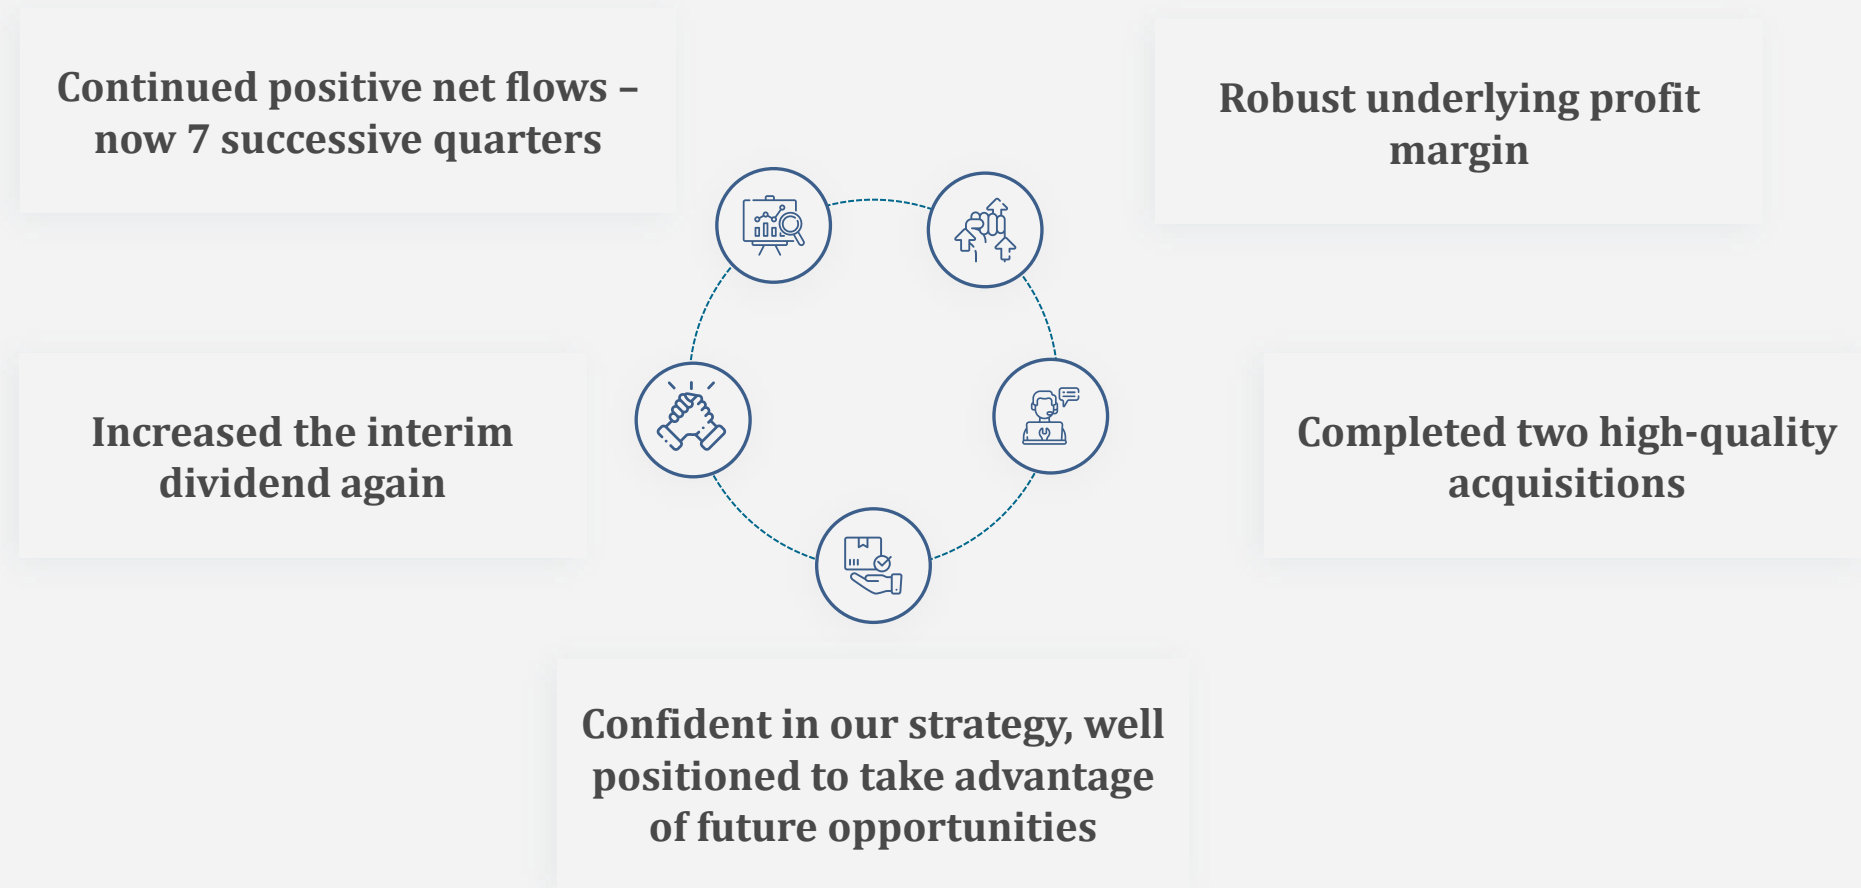 Continued positive net flows –
now 7 successive quarters
Robust underlying profit
margin
Increased the interim
dividend again
Completed two high-quality
acquisitions
Confident in our strategy, well
positioned to take advantage
of future opportunities